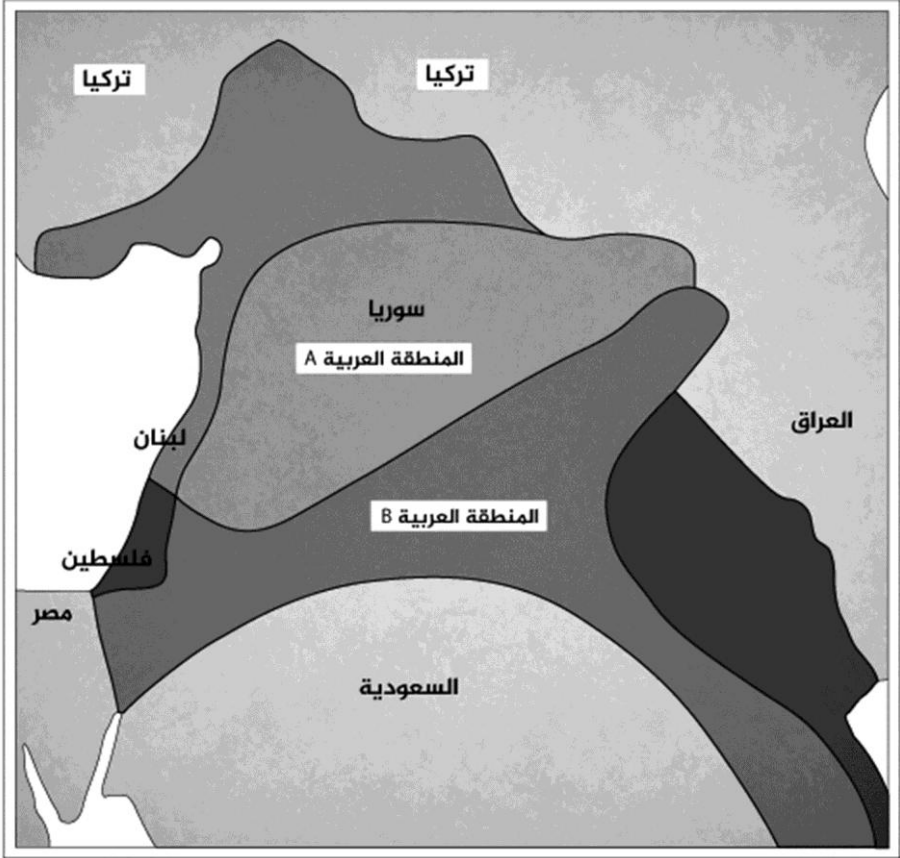 تركيا
تركيا
سوريا
المنطقة العربية A
العراق
لبنان
المنطقة العربية B
فلسطين
مصر
السعودية